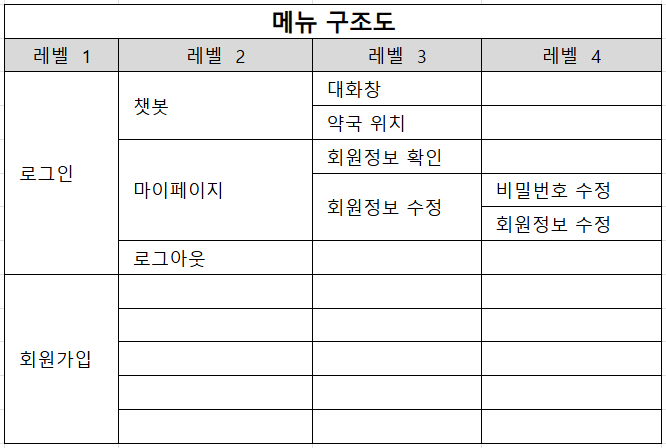 메뉴 구조도
레벨 1 레벨 2 레벨 3 레벨 4
로그인
챗봇
대화창
약국 위치
마이페이지
회원정보 확인
회원정보 수정
비밀번호 수정
회원정보 수정
로그아웃
회원가입